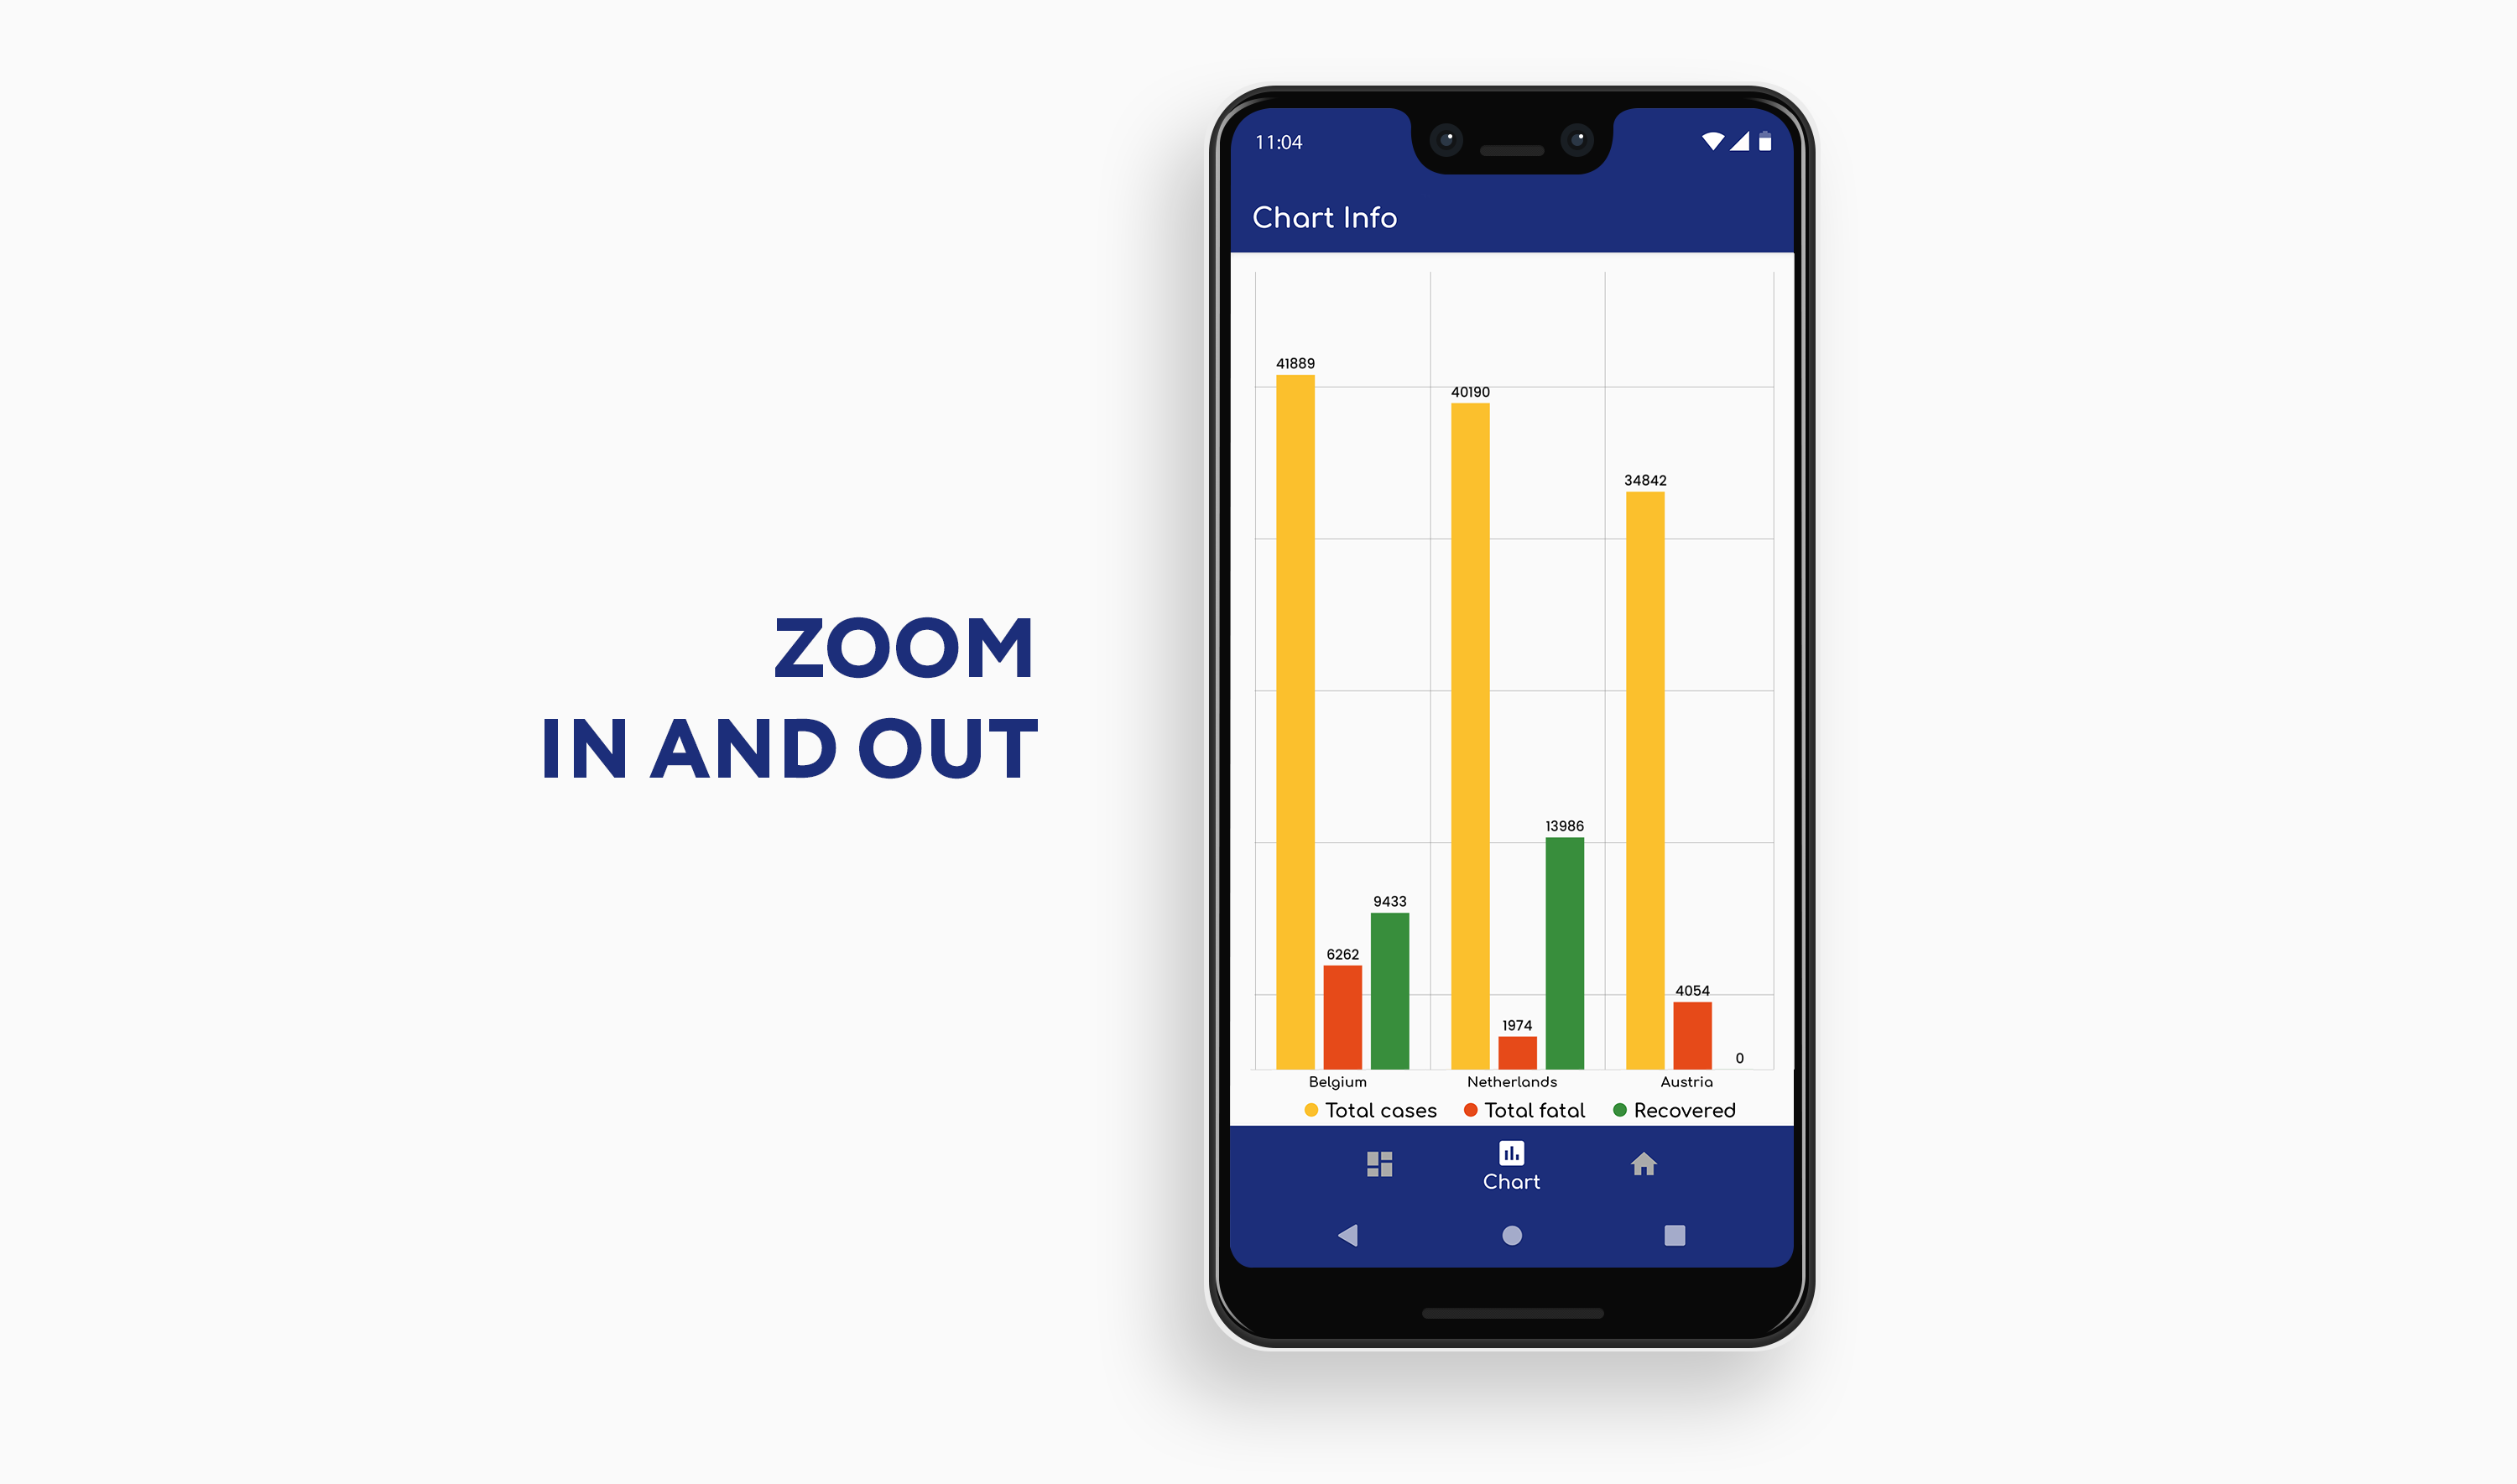 ZOOM
IN AND OUT
11:04
Chart Info
41889
40190
34842
13986
9433
6262
4054
1974
0
Belgium Netherlands Austria
Total cases Total fatal Recovered
Chart